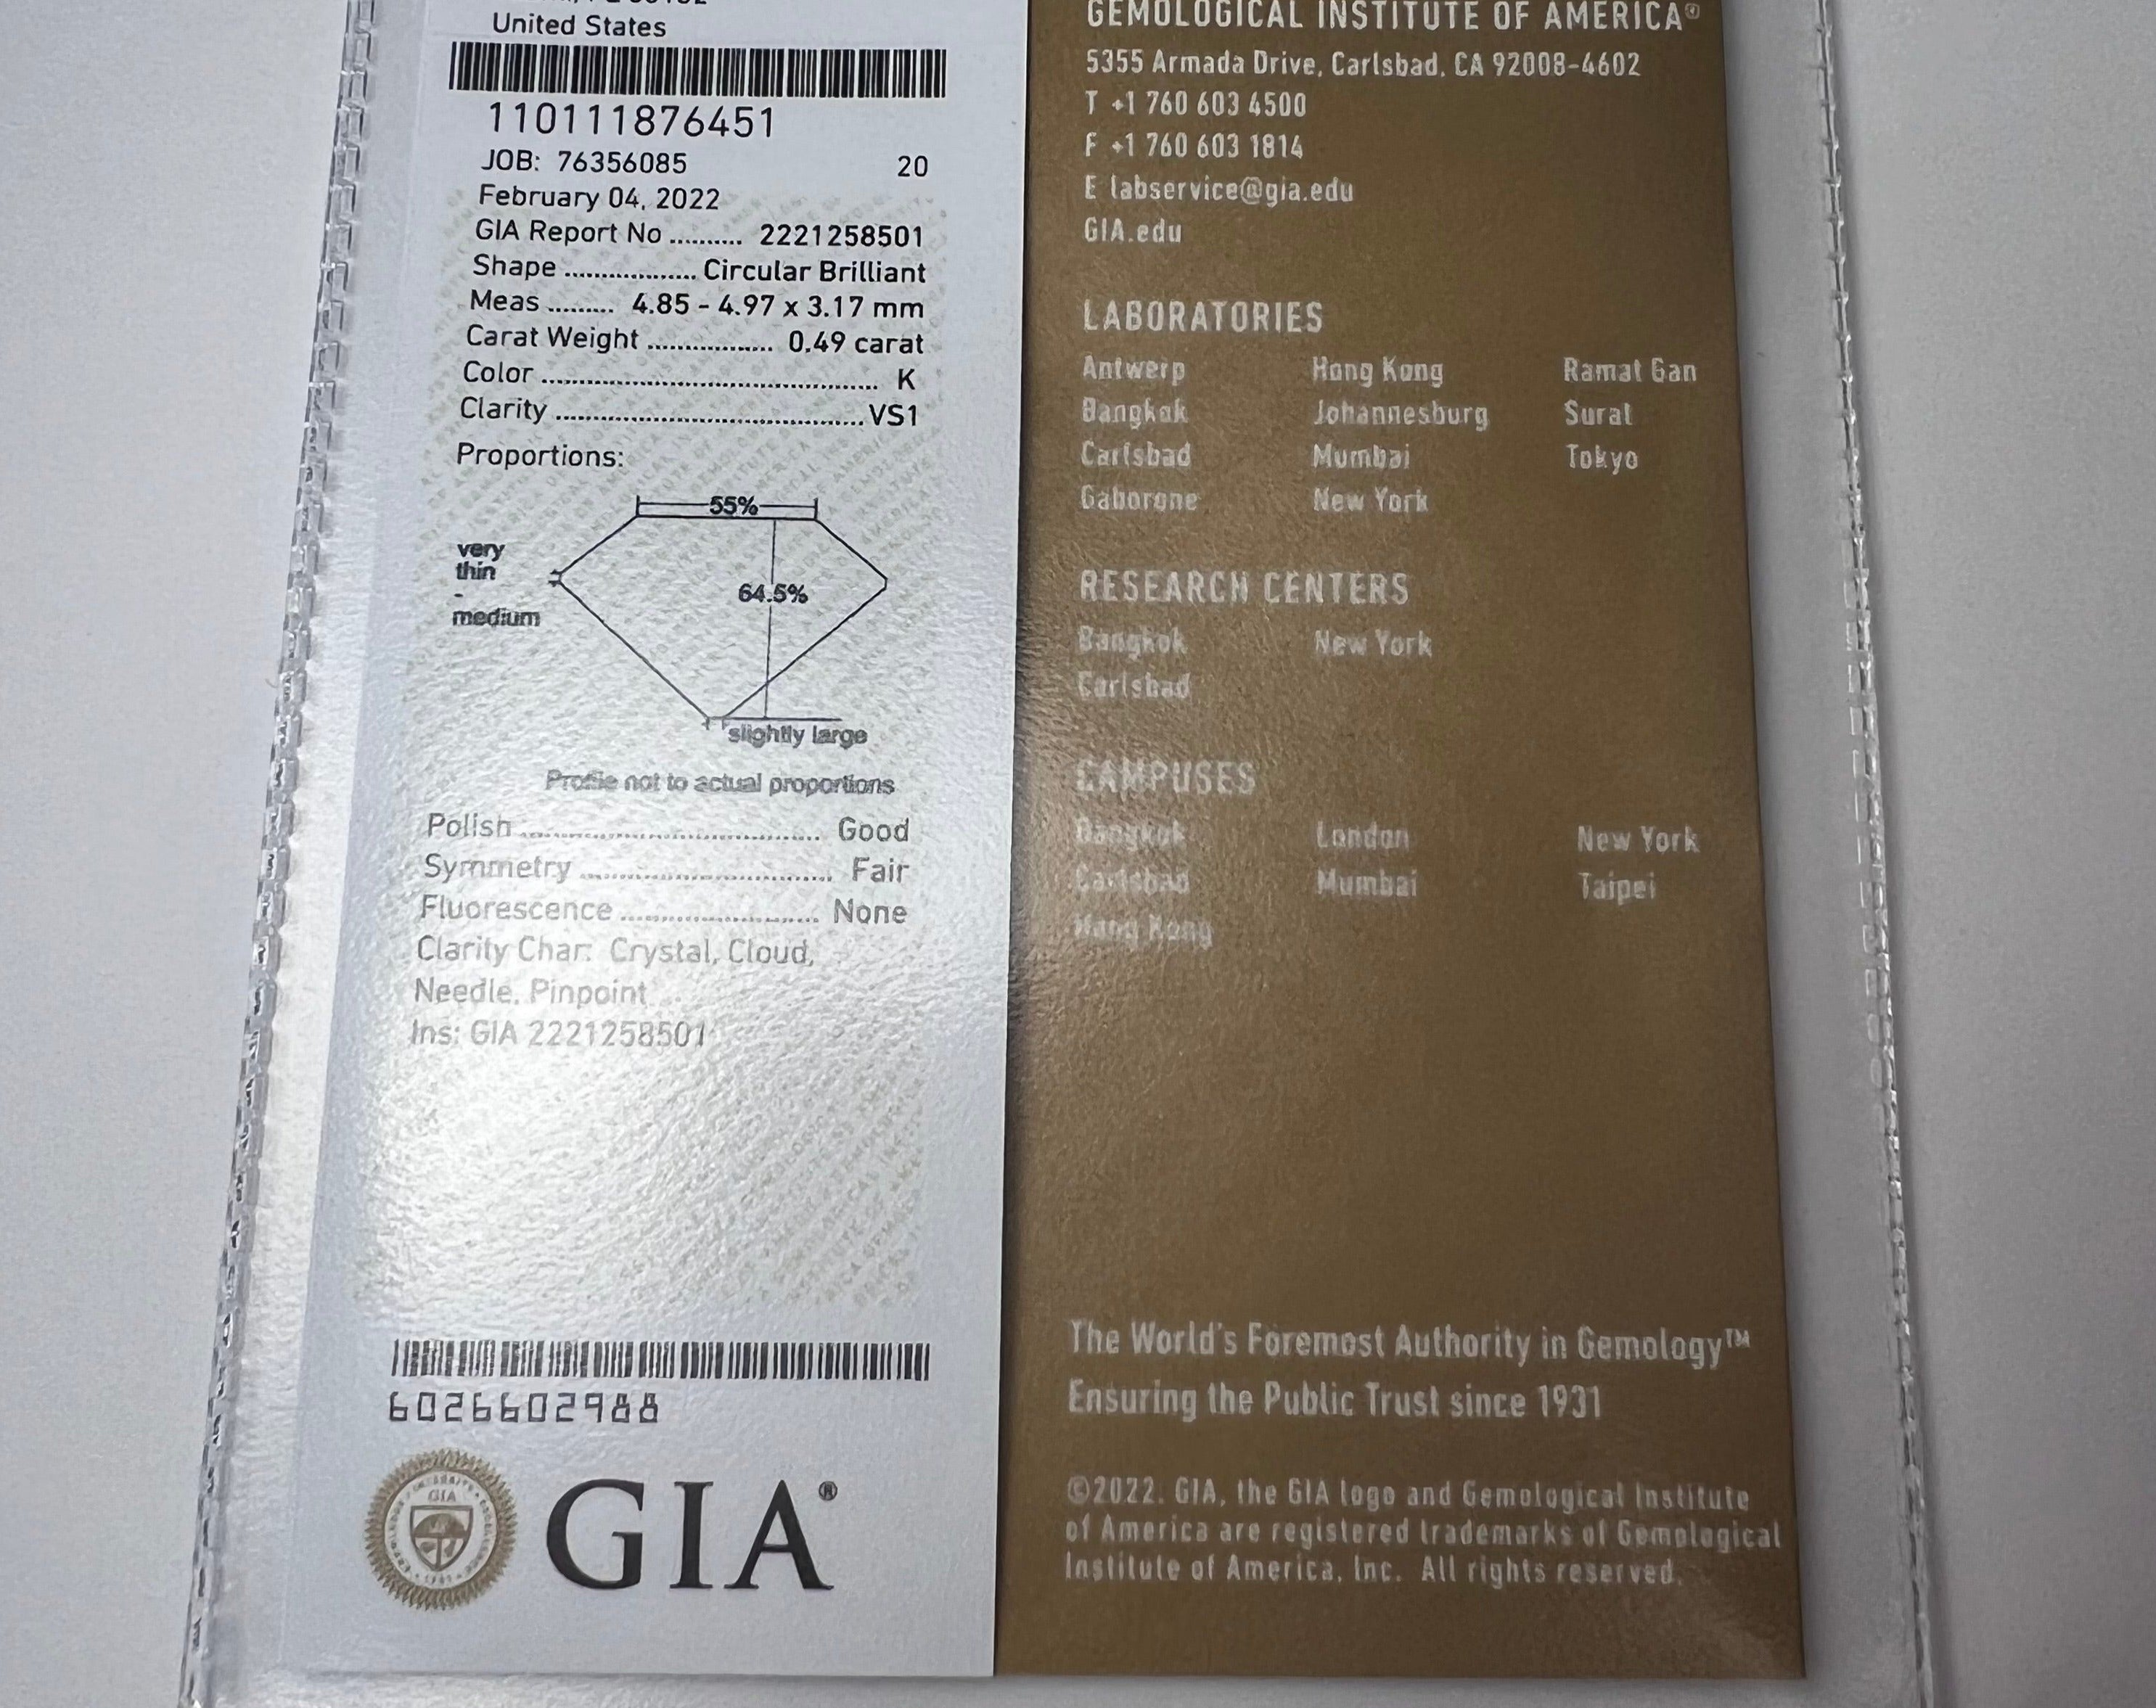 United States
110111876451
JOB: 76356085 20
February 04, 2022
GIA Report No .......... 2221258501
Shape ................... Circular Brilliant
Meas ......... 4.85 - 4.97 x 3.17 mm
Carat Weight ................. 0.49 carat
Color ............................................. K
Clarity ......................................... VS1
Proportions:
55%
very
thin
-
medium
64.5%
slightly large
Profile not to actual proportions
Polish ........................................ Good
Symmetry ................................. Fair
Fluorescence .......................... None
Clarity Char: Crystal, Cloud,
Needle, Pinpoint
Ins: GIA 2221258501
6026602988
GIA
GIA®
GEMOLOGICAL INSTITUTE OF AMERICA®
5355 Armada Drive, Carlsbad, CA 92008-4602
T +1 760 603 4500
F +1 760 603 1814
E labservice@gia.edu
GIA.edu
LABORATORIES
Antwerp Hong Kong Ramat Gan
Bangkok Johannesburg Surat
Carlsbad Mumbai Tokyo
Gaborone New York
RESEARCH CENTERS
Bangkok New York
Carlsbad
CAMPUSES
Bangkok London New York
Carlsbad Mumbai Taipei
Hong Kong
The World's Foremost Authority in Gemology™
Ensuring the Public Trust since 1931
©2022. GIA, the GIA logo and Gemological Institute
of America are registered trademarks of Gemological
Institute of America, Inc. All rights reserved.